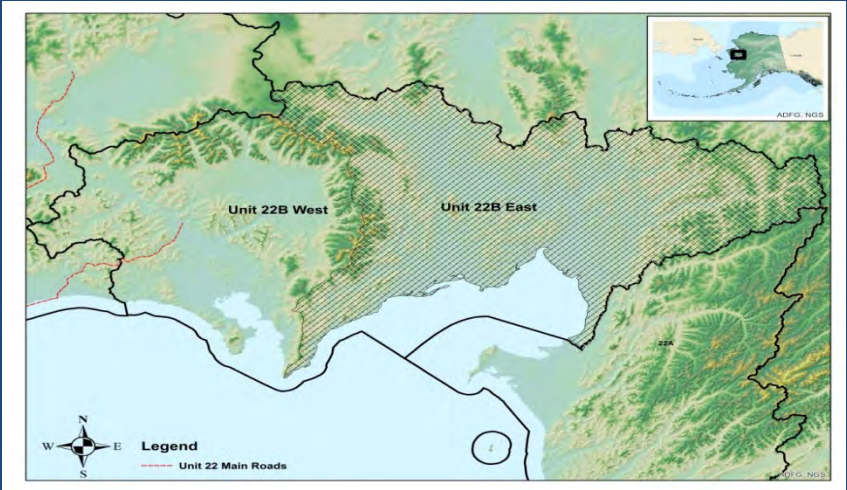 ADFG, NGS
Unit 22B West
Unit 22B East
22A
N
W
E
S
Legend
Unit 22 Main Roads
ADFG, NGS